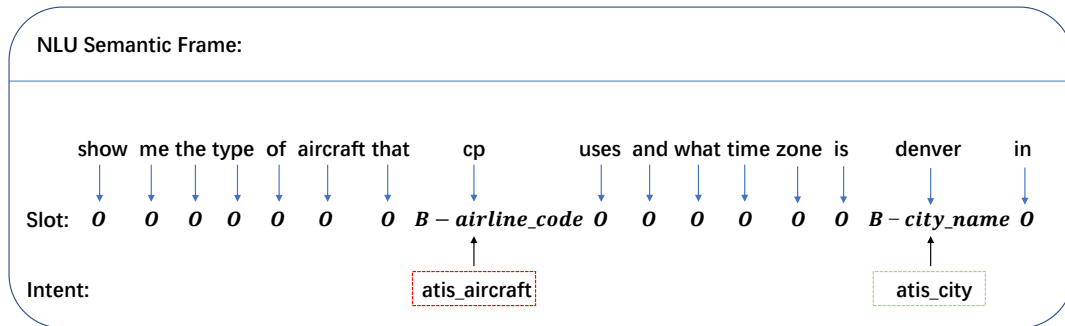 NLU Semantic Frame:
show me the type of aircraft that cp uses and what time zone is denver in
Slot: O O O O O O O B − airline_code O O O O O O B − city_name O
Intent: atis_aircraft atis_city